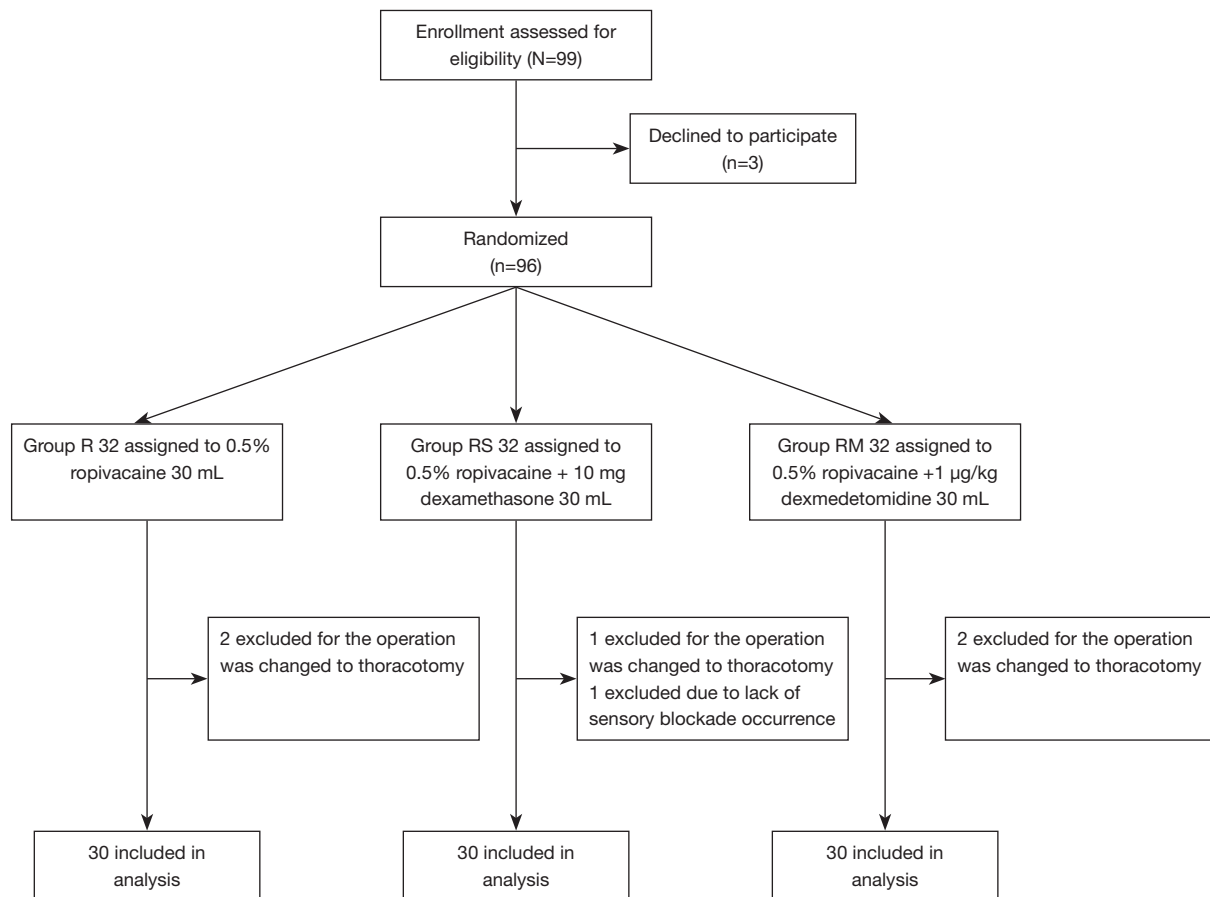 Enrollment assessed for
eligibility (N=99)
Declined to participate
(n=3)
Randomized
(n=96)
Group R 32 assigned to 0.5%
ropivacaine 30 mL
Group RS 32 assigned to
0.5% ropivacaine + 10 mg
dexamethasone 30 mL
Group RM 32 assigned to
0.5% ropivacaine +1 μg/kg
dexmedetomidine 30 mL
2 excluded for the operation
was changed to thoracotomy
1 excluded for the operation
was changed to thoracotomy
1 excluded due to lack of
sensory blockade occurrence
2 excluded for the operation
was changed to thoracotomy
30 included in
analysis
30 included in
analysis
30 included in
analysis